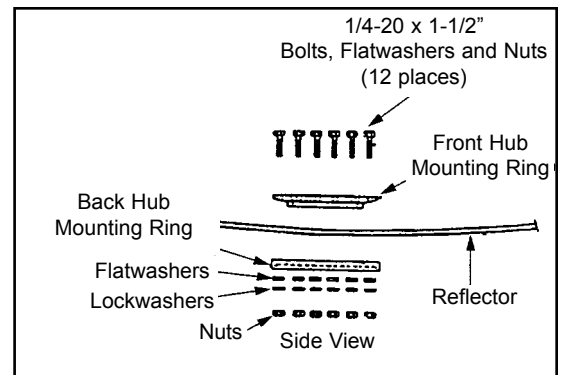 1/4-20 x 1-1/2”
Bolts, Flatwashers and Nuts
(12 places)
Front Hub
Mounting Ring
Back Hub
Mounting Ring
Flatwashers
Lockwashers
Reflector
Nuts
Side View